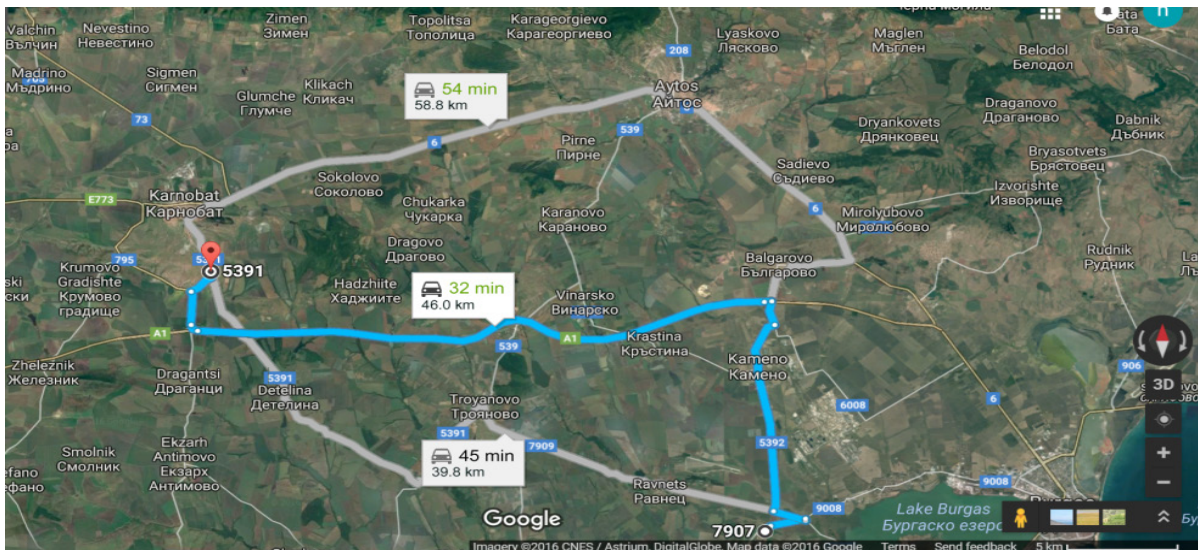 Valchin
Вълчин
Nevestino
Невестино
Zimen
Зимен
Topolitsa
Тополица
Karageorgievo
Карагеоргиево
208
Lyaskovo
Лясково
Maglen
Мъглен
Бата
Belodol
Белодол
Madrino
Мъдрино
Sigmen
Сигмен
Klikach
Кликач
Glumche
Глумче
54 min
58.8 km
Aytos
Айтос
73
6
539
Pirne
Пирне
Dryankovets
Дрянковец
Draganovo
Драганово
Dabnik
Дъбник
Bryasotvets
Брястовец
Sokolovo
Соколово
Sadievo
Съдиево
Izvorishte
Изворище
E773
Karnobat
Карнобат
Chukarka
Чукарка
Karanovo
Караново
6
Mirolyubovo
Миролюбово
Dragovo
Драгово
Balgarovo
Българово
Rudnik
Рудник
795
5391
Krumovo
Gradishte
Крумово
градище
Hadzhiite
Хаджиите
32 min
46.0 km
Vinarsko
Винарско
A1
539
A1
Krastina
Кръстина
Kameno
Камено
906
Zheleznik
Железник
Dragantsi
Драганци
5391
Detelina
Детелина
3D
Troyanovo
Трояново
6008
6
5391
7909
5392
Smolnik
Смолник
Ekzarh
Antimovo
Екзарх
Антимово
45 min
39.8 km
Ravnets
Равнец
9008
9008
Lake Burgas
Бургаско езеро
Google
7907
Imagery ©2016 CNES / Astrium, DigitalGlobe, Map data ©2016 Google Terms Send feedback 5 km